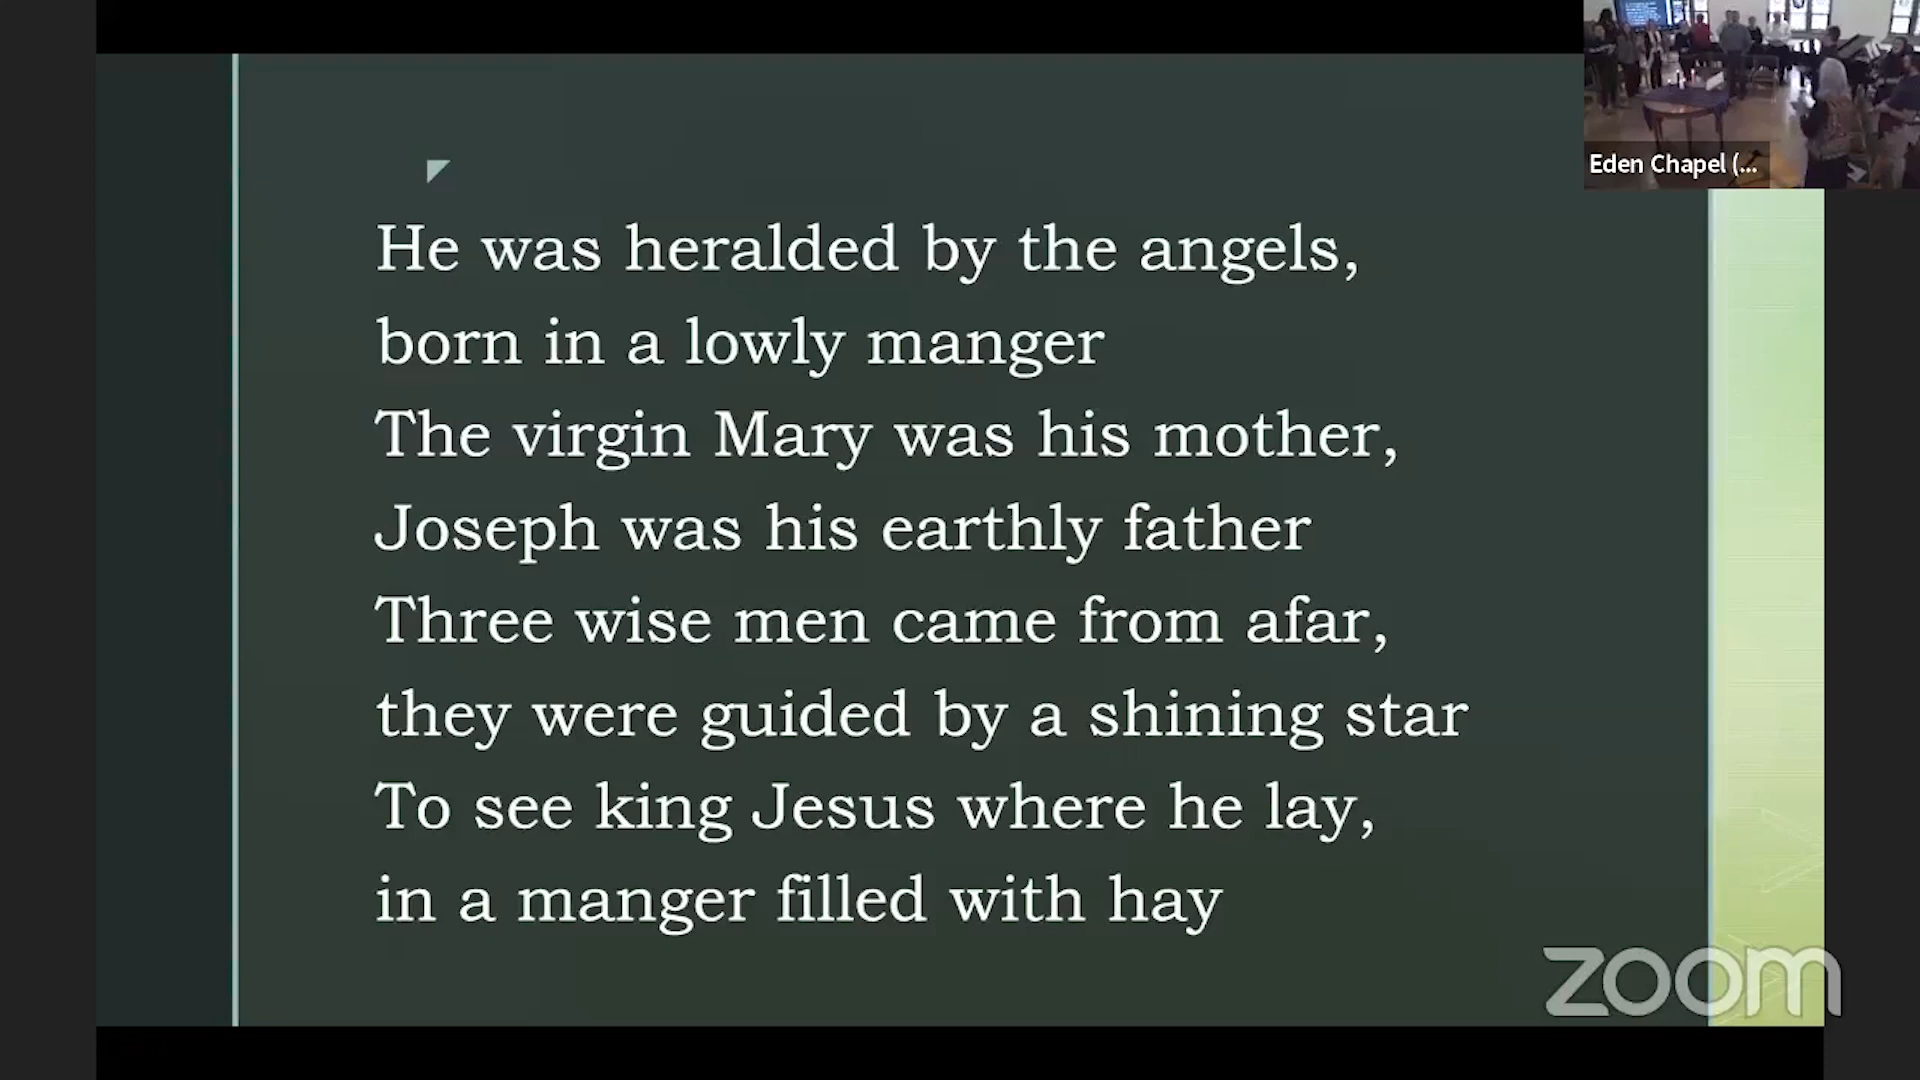 Eden Chapel (...
He was heralded by the angels,
born in a lowly manger
The virgin Mary was his mother,
Joseph was his earthly father
Three wise men came from afar,
they were guided by a shining star
To see king Jesus where he lay,
in a manger filled with hay
zoom